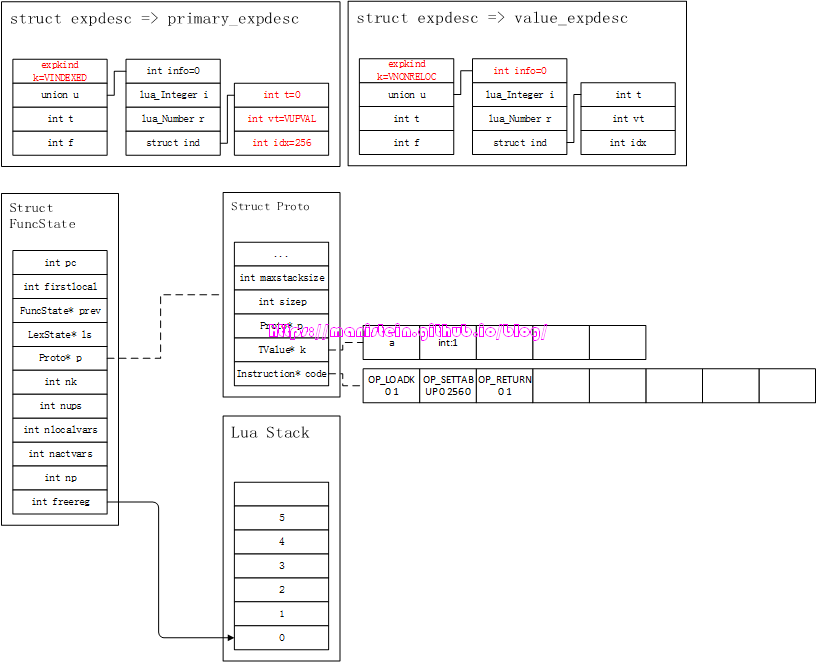 struct expdesc => primary_expdesc
expkind
k=VINDEXED
union u
int t
int f
int info=0
lua_Integer i
lua_Number r
struct ind
int t=0
int vt=VUPVAL
int idx=256
struct expdesc => value_expdesc
expkind
k=VNONRELOC
union u
int t
int f
int info=0
lua_Integer i
lua_Number r
struct ind
int t
int vt
int idx
Struct
FuncState
int pc
int firstlocal
FuncState* prev
LexState* ls
Proto* p
int nk
int nups
int nlocalvars
int nactvars
int np
int freereg
Struct Proto
...
int maxstacksize
int sizep
Proto* p
TValue* k
Instruction* code
https://manistein.github.io/blog/
a
int:1
OP_LOADK
0 1
OP_SETTAB
UP 0 256 0
OP_RETURN
0 1
Lua Stack
5
4
3
2
1
0